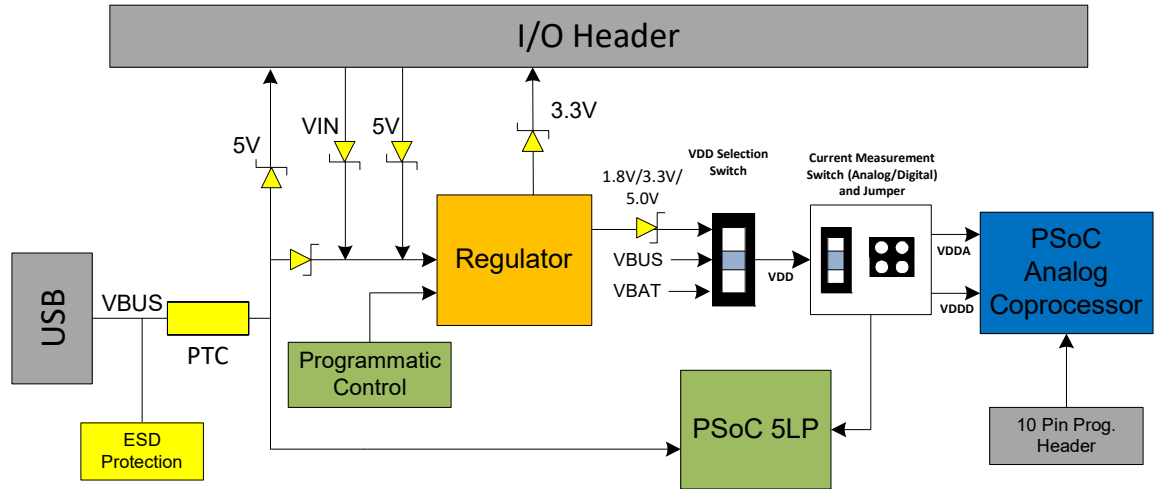 I/O Header
5V
VIN
5V
3.3V
VDD Selection
Switch
Current Measurement
Switch (Analog/Digital)
and Jumper
1.8V/3.3V/
5.0V
Regulator
VBUS
VBAT
VDD
VDDA
VDDD
PSoC
Analog
Coprocessor
USB
VBUS
PTC
Programmatic
Control
ESD
Protection
PSoC 5LP
10 Pin Prog.
Header